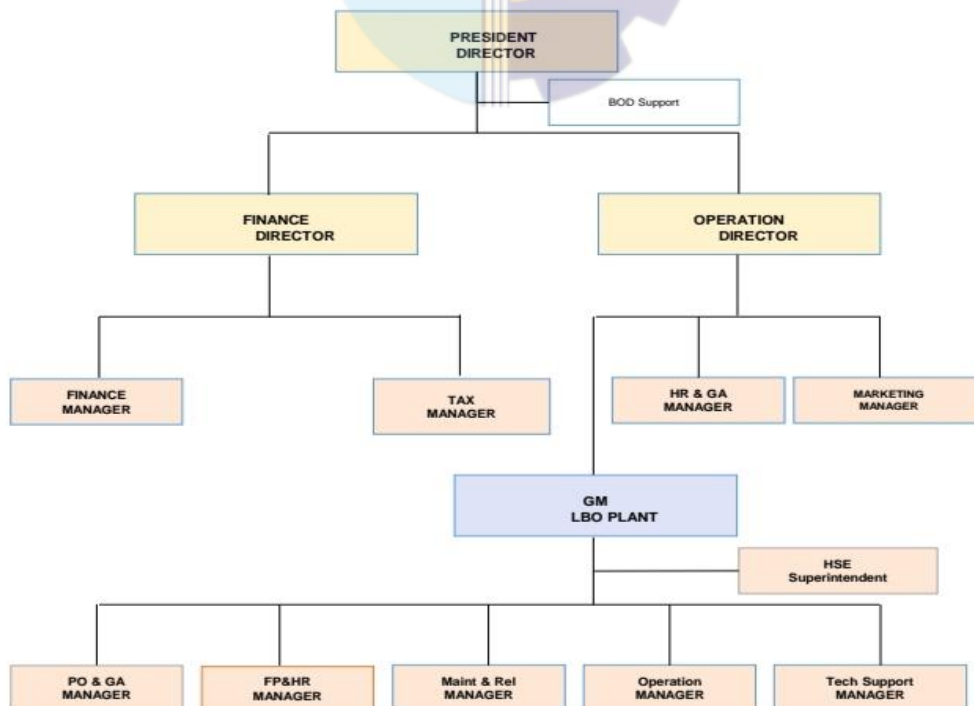 PRESIDENT
DIRECTOR
BOD Support
FINANCE
DIRECTOR
OPERATION
DIRECTOR
FINANCE
MANAGER
TAX
MANAGER
HR & GA
MANAGER
MARKETING
MANAGER
GM
LBO PLANT
HSE
Superintendent
PO & GA
MANAGER
FP&HR
MANAGER
Maint & Rel
MANAGER
Operation
MANAGER
Tech Support
MANAGER